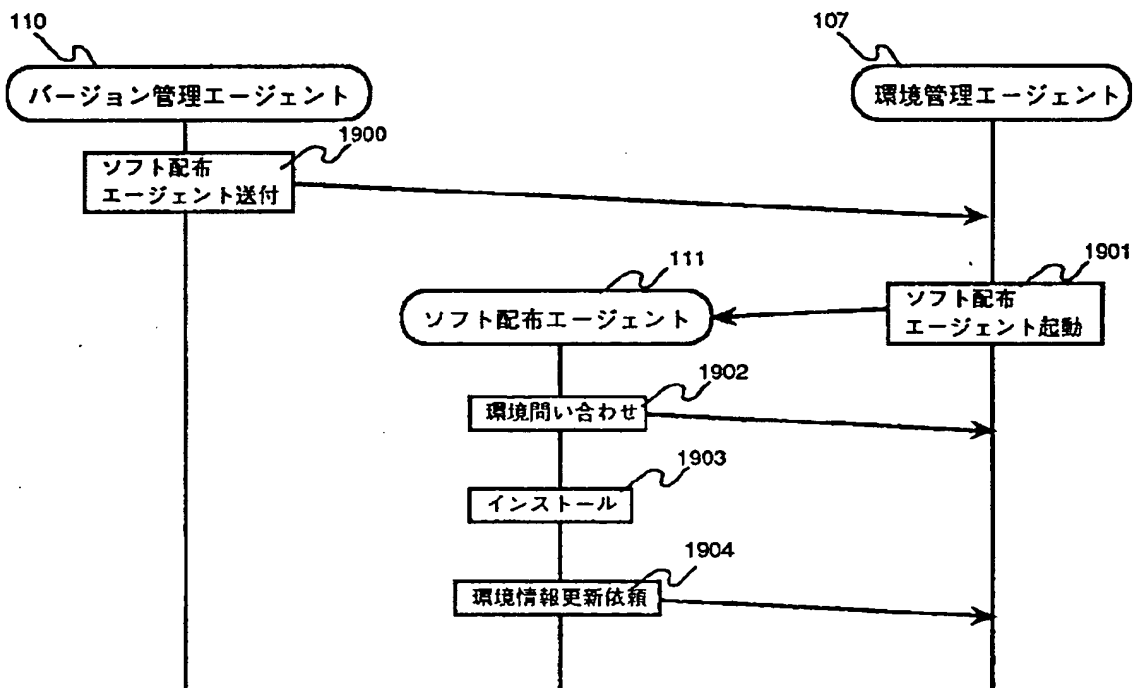 110
107
バージョン管理エージェント
環境管理エージェント
1900
ソフト配布
エージェント送付
111
1901
ソフト配布エージェント
ソフト配布
エージェント起動
1902
環境問い合わせ
1903
インストール
1904
環境情報更新依頼